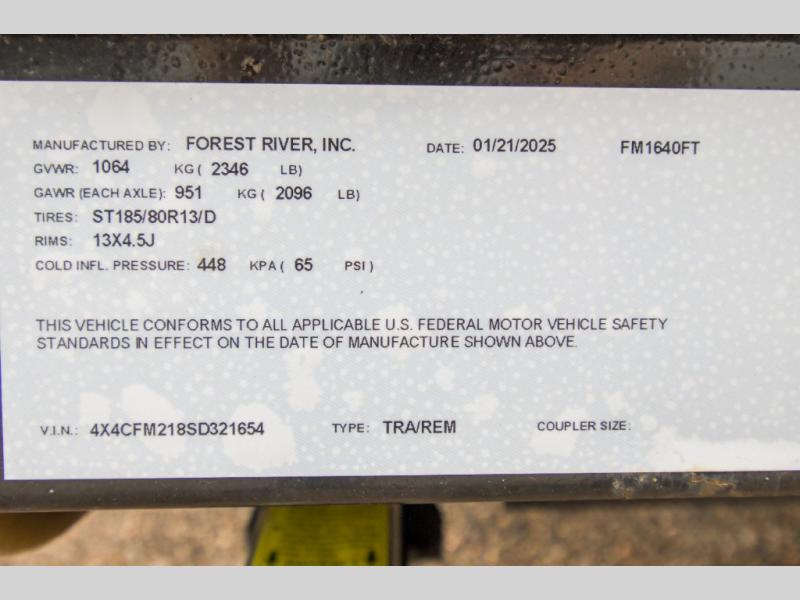 MANUFACTURED BY: FOREST RIVER, INC. DATE: 01/21/2025 FM1640FT
GVWR: 1064 KG ( 2346 LB)
GAWR (EACH AXLE): 951 KG ( 2096 LB)
TIRES: ST185/80R13/D
RIMS: 13X4.5J
COLD INFL. PRESSURE: 448 KPA ( 65 PSI )
THIS VEHICLE CONFORMS TO ALL APPLICABLE U.S. FEDERAL MOTOR VEHICLE SAFETY
STANDARDS IN EFFECT ON THE DATE OF MANUFACTURE SHOWN ABOVE.
V.I.N.: 4X4CFM218SD321654 TYPE: TRA/REM COUPLER SIZE: